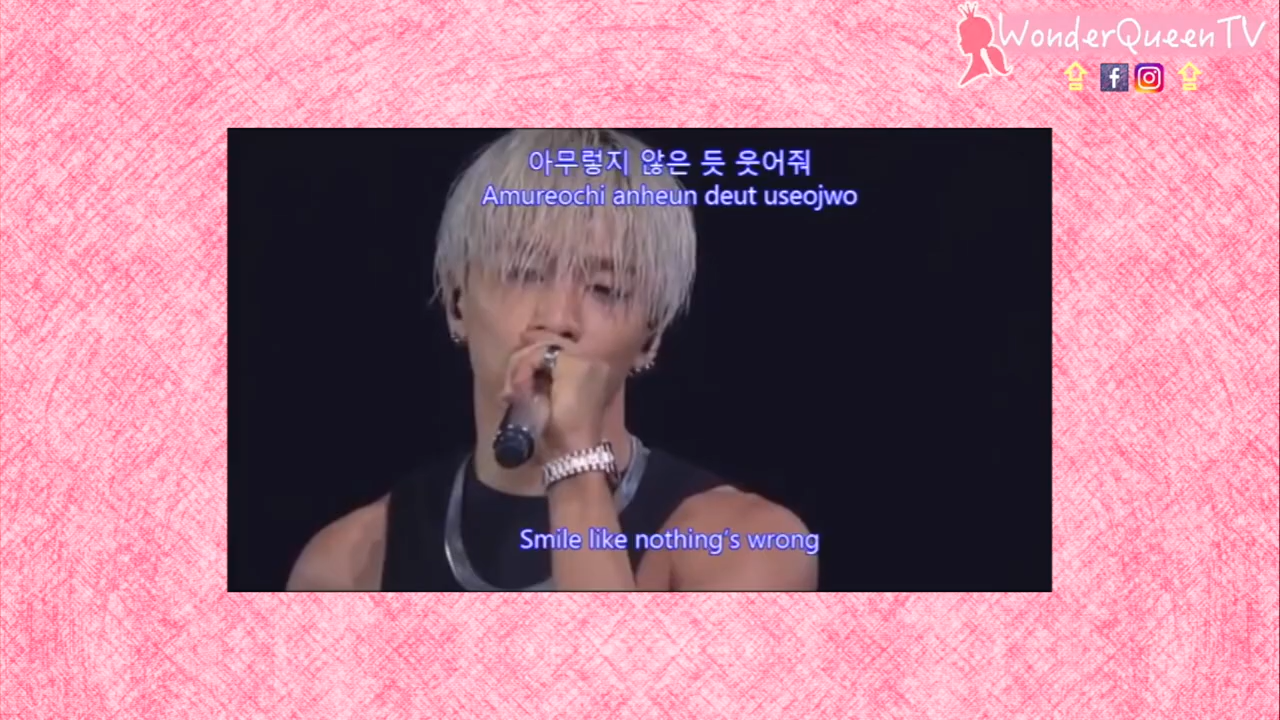 WonderQueenTV
아무렇지 않은 듯 웃어줘
Amureochi anheun deut useojwo
Smile like nothing's wrong